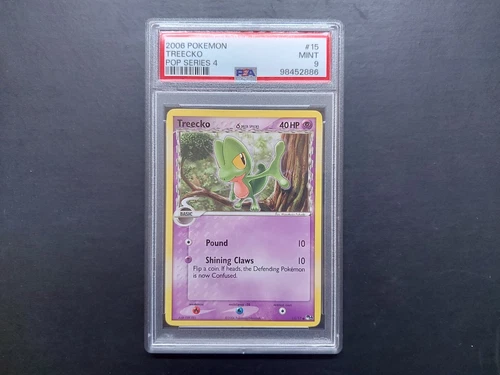 2006 POKEMON #15
TREECKO MINT
POP SERIES 4 9
PSA 98452886
Treecko 40 HP
BASIC
Pound 10
Shining Claws 10
Flip a coin. If heads, the Defending Pokémon
is now Confused.